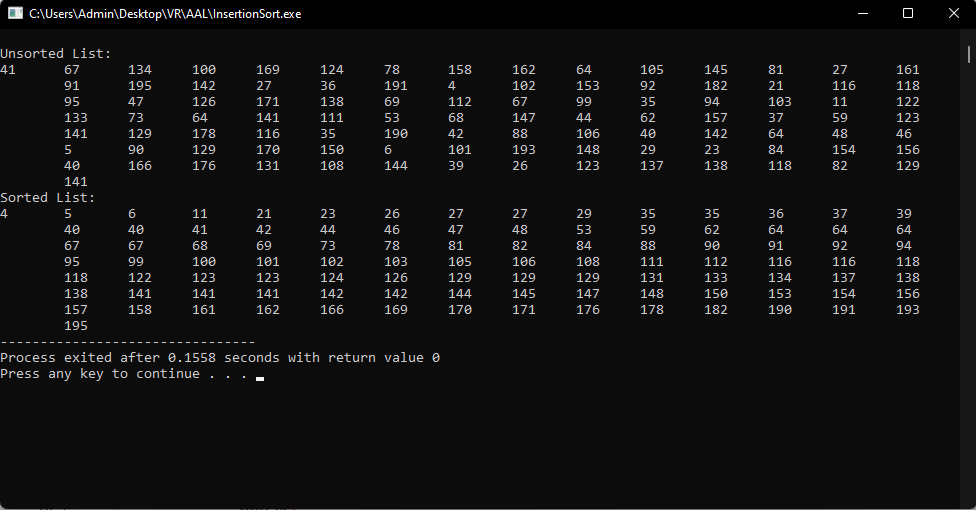 C:\Users\Admin\Desktop\VR\AAL\InsertionSort.exe
Unsorted List:
41 67 134 100 169 124 78 158 162 64 105 145 81 27 161
91 195 142 27 36 191 4 102 153 92 182 21 116 118
95 47 126 171 138 69 112 67 99 35 94 103 11 122
133 73 64 141 111 53 68 147 44 62 157 37 59 123
141 129 178 116 35 190 42 88 106 40 142 64 48 46
5 90 129 170 150 6 101 193 148 29 23 84 154 156
40 166 176 131 108 144 39 26 123 137 138 118 82 129
141
Sorted List:
4 5 6 11 21 23 26 27 27 29 35 35 36 37 39
40 40 41 42 44 46 47 48 53 59 62 64 64 64
67 67 68 69 73 78 81 82 84 88 90 91 92 94
95 99 100 101 102 103 105 106 108 111 112 116 116 118
118 122 123 123 124 126 129 129 129 131 133 134 137 138
138 141 141 141 142 142 144 145 147 148 150 153 154 156
157 158 161 162 166 169 170 171 176 178 182 190 191 193
195
--------------------------------
Process exited after 0.1558 seconds with return value 0
Press any key to continue . . .